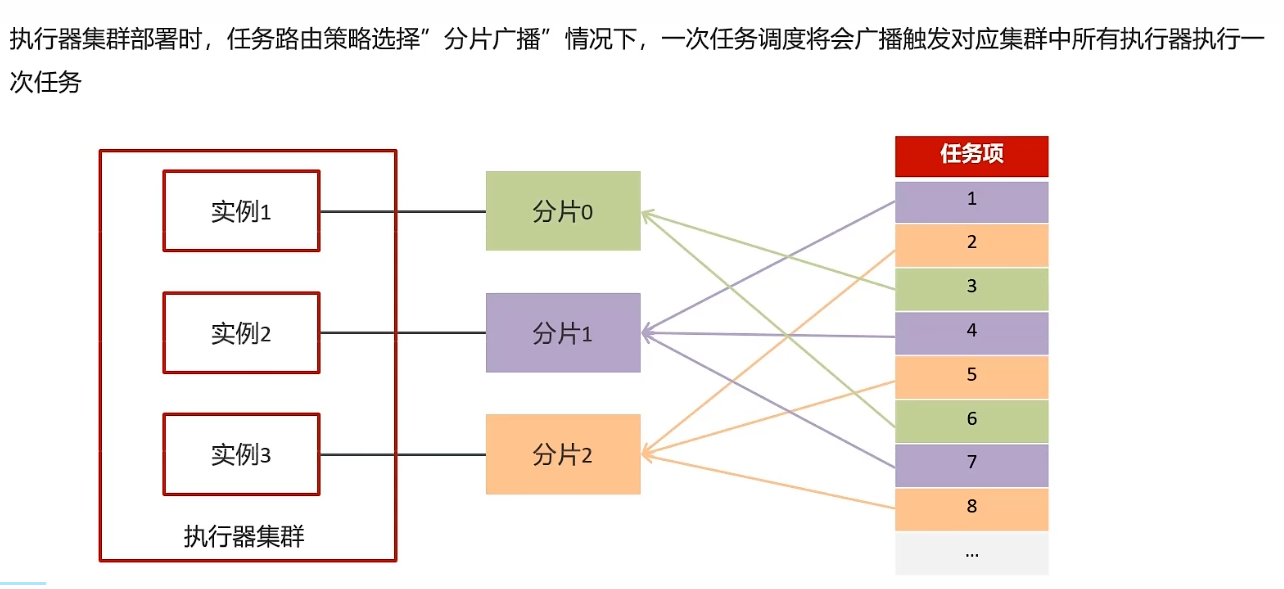 执行器集群部署时，任务路由策略选择”分片广播”情况下，一次任务调度将会广播触发对应集群中所有执行器执行一
次任务
任务项
实例1
分片0
1
2
3
实例2
分片1
4
5
6
实例3
分片2
7
8
执行器集群
...